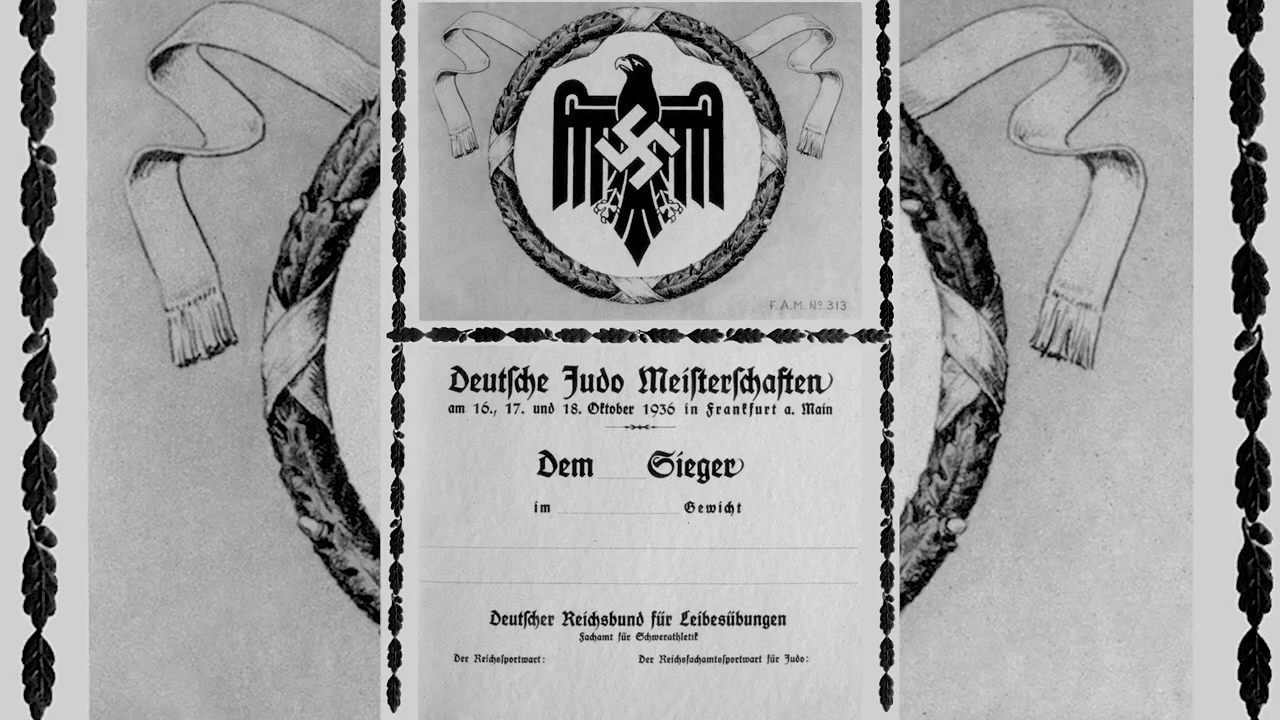 F.A.M. Nº 313
Deutsche Judo Meisterschaften
am 16., 17. und 18. Oktober 1936 in Frankfurt a. Main
Dem Sieger
im Gewicht
Deutscher Reichsbund für Leibesübungen
Fachamt für Schwerathletik
Der Reichssportwart: Der Reichsfachamtssportwart für Judo: